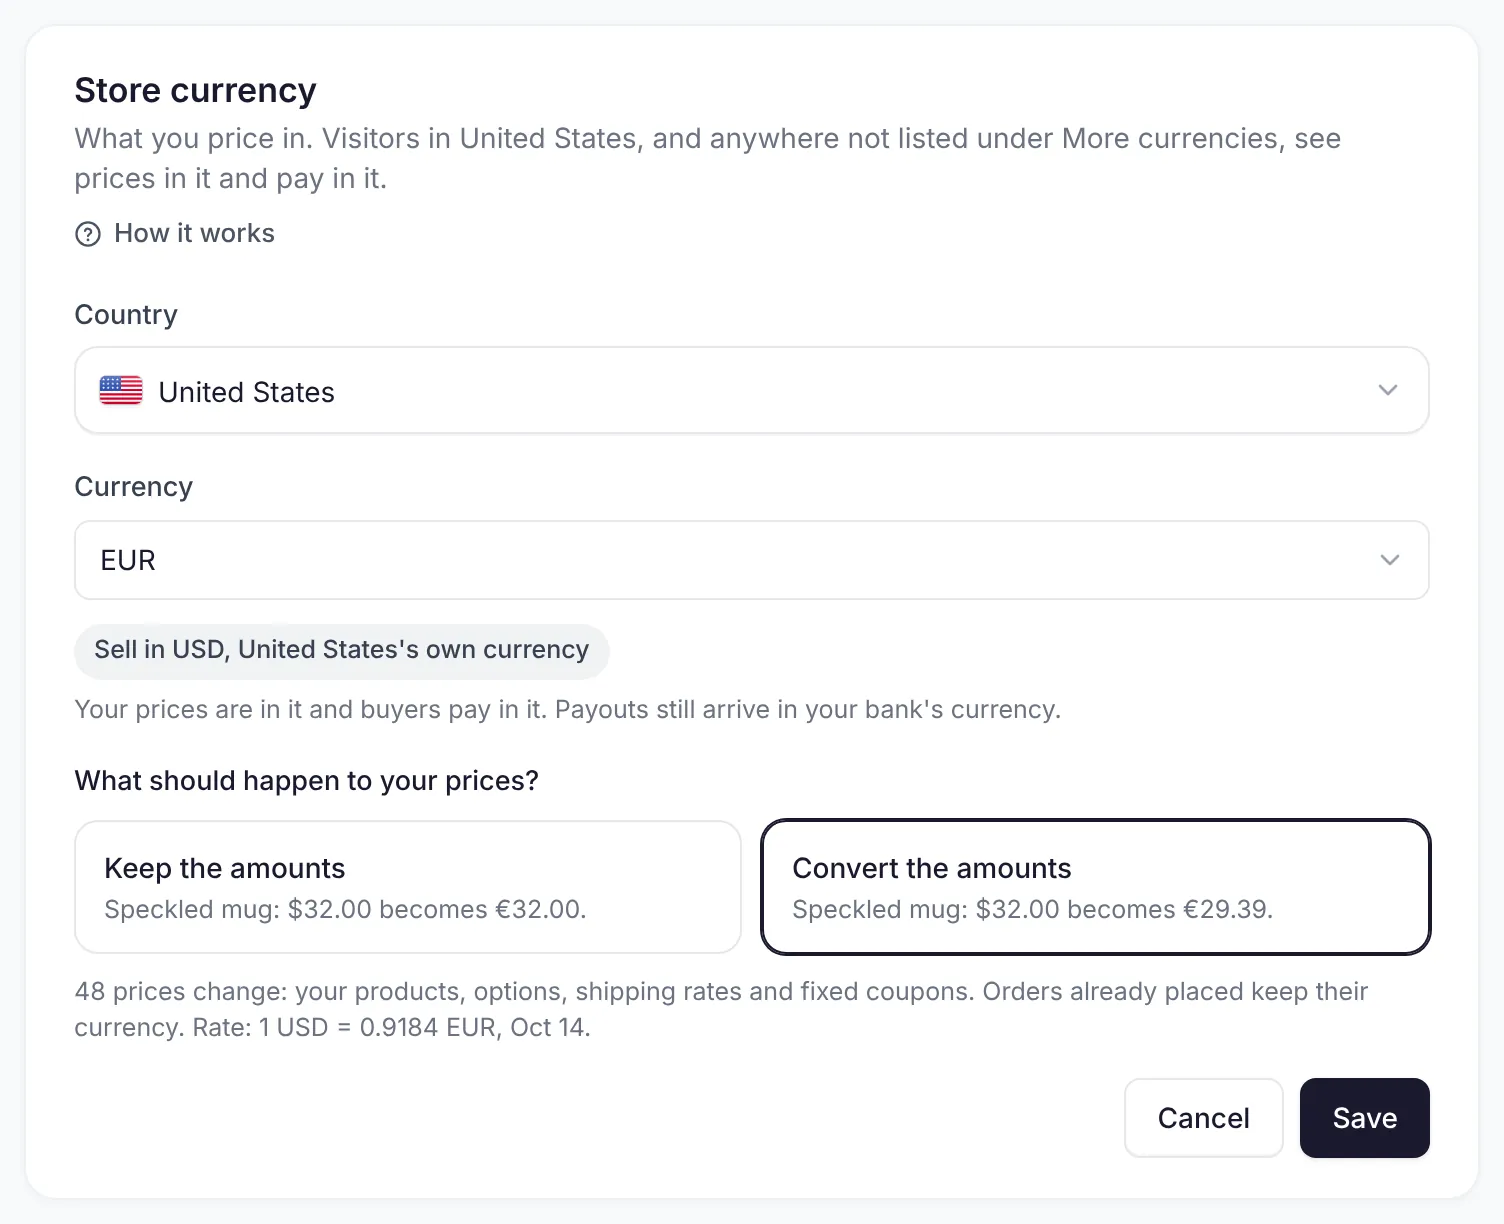 Store currency
What you price in. Visitors in United States, and anywhere not listed under More currencies, see
prices in it and pay in it.
How it works
Country
United States
Currency
EUR
Sell in USD, United States's own currency
Your prices are in it and buyers pay in it. Payouts still arrive in your bank's currency.
What should happen to your prices?
Keep the amounts
Speckled mug: $32.00 becomes €32.00.
Convert the amounts
Speckled mug: $32.00 becomes €29.39.
48 prices change: your products, options, shipping rates and fixed coupons. Orders already placed keep their
currency. Rate: 1 USD = 0.9184 EUR, Oct 14.
Cancel
Save